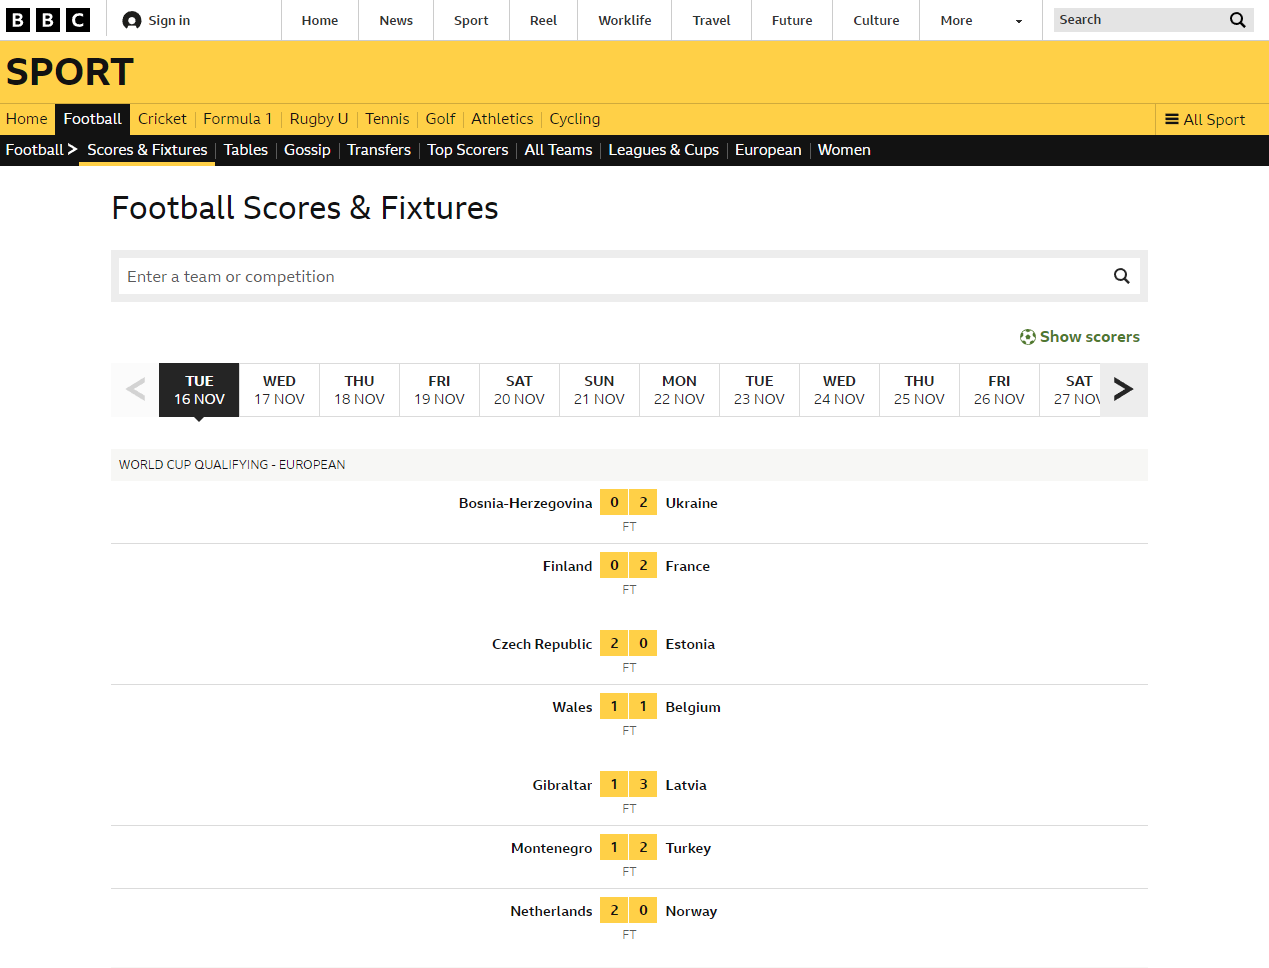 BBC Sign in Home News Sport Reel Worklife Travel Future Culture More Search
SPORT
Home Football Cricket Formula 1 Rugby U Tennis Golf Athletics Cycling All Sport
Football Scores & Fixtures Tables Gossip Transfers Top Scorers All Teams Leagues & Cups European Women
Football Scores & Fixtures
Enter a team or competition
Show scorers
TUE WED THU FRI SAT SUN MON TUE WED THU FRI SAT
16 NOV 17 NOV 18 NOV 19 NOV 20 NOV 21 NOV 22 NOV 23 NOV 24 NOV 25 NOV 26 NOV 27 NOV
WORLD CUP QUALIFYING - EUROPEAN
Bosnia-Herzegovina 0 2 Ukraine
FT
Finland 0 2 France
FT
Czech Republic 2 0 Estonia
FT
Wales 1 1 Belgium
FT
Gibraltar 1 3 Latvia
FT
Montenegro 1 2 Turkey
FT
Netherlands 2 0 Norway
FT